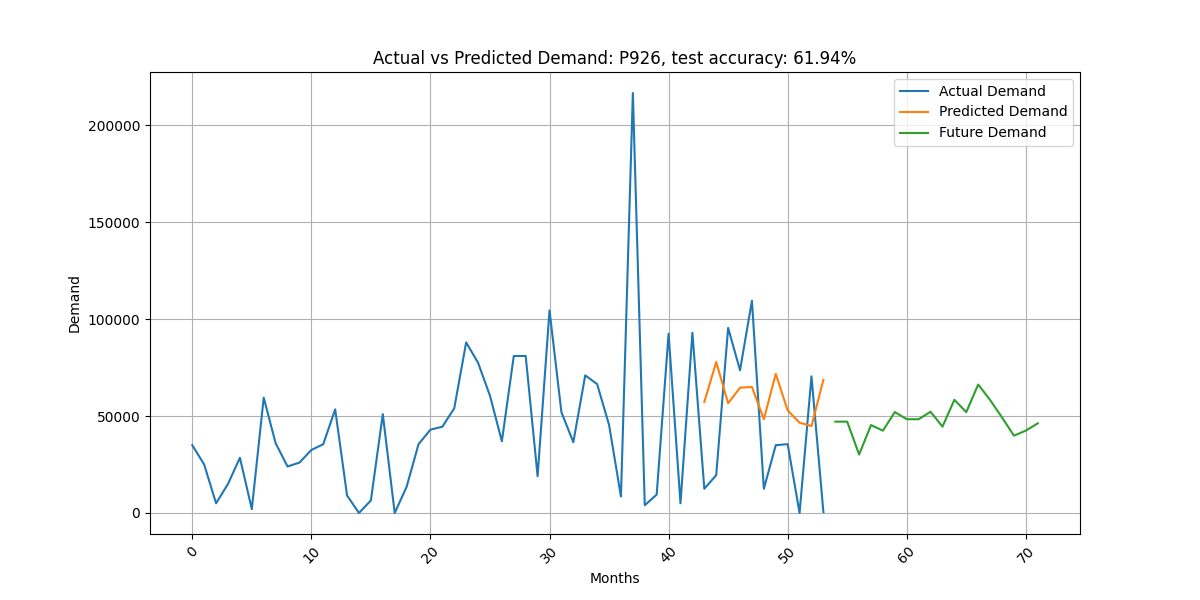 Actual vs Predicted Demand: P926, test accuracy: 61.94%
Actual Demand
Predicted Demand
Future Demand
Demand
200000
150000
100000
50000
0
0
10
20
30
40
50
60
70
Months